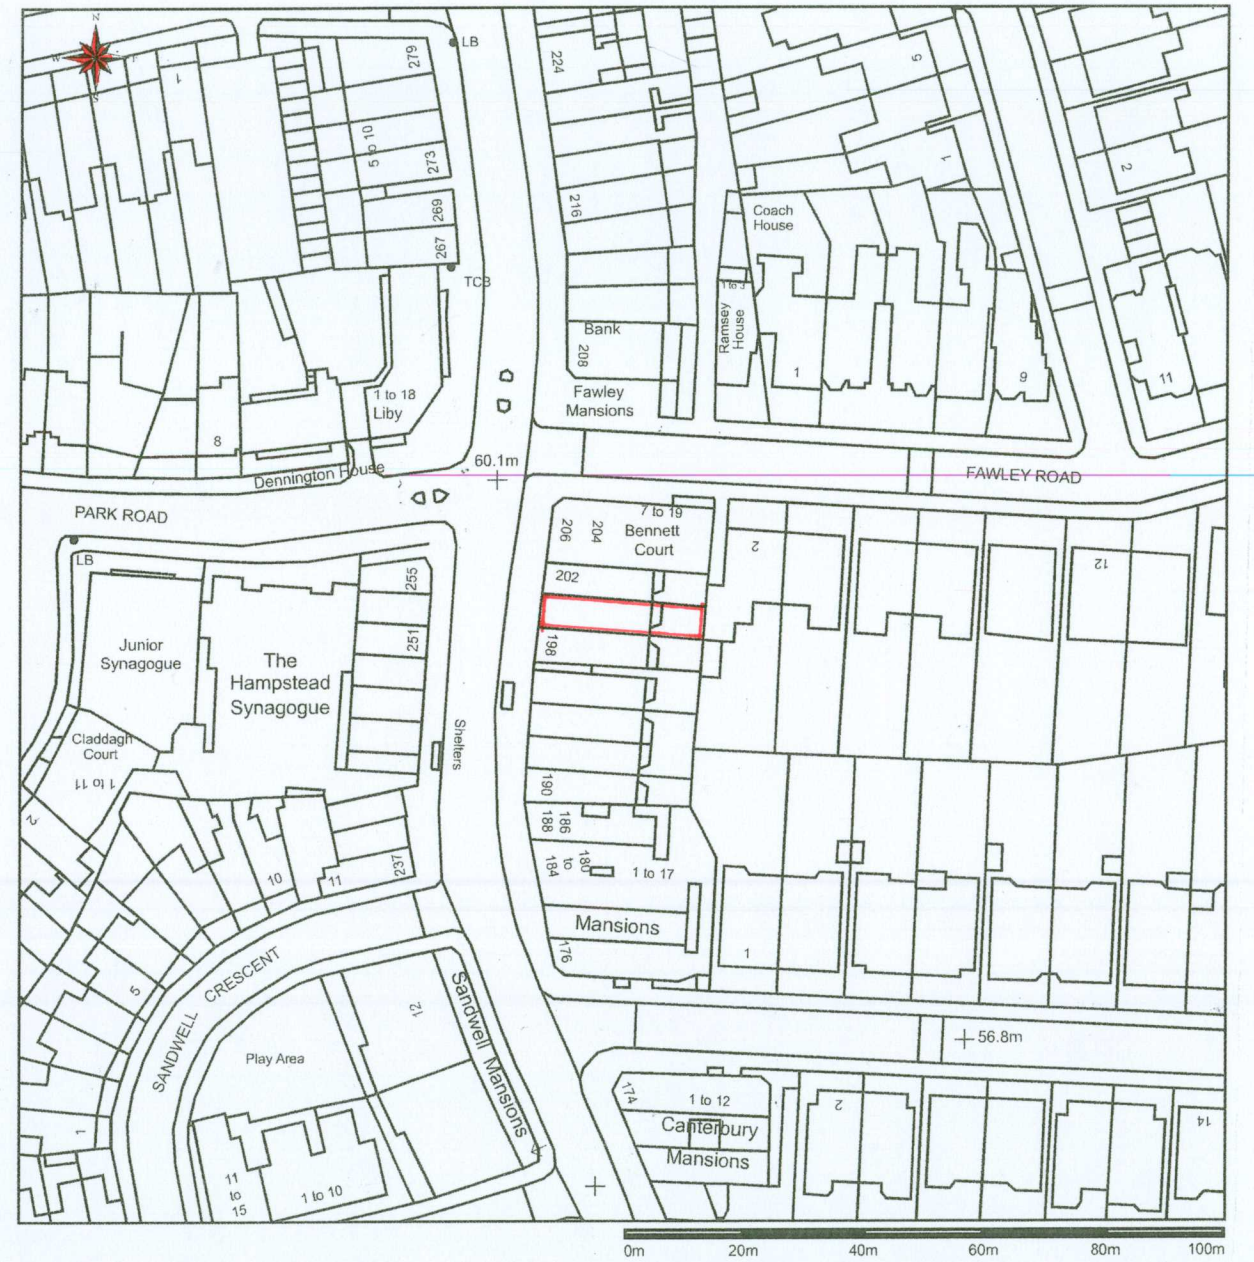 N
W
E
S
LB
279
224
5
1
5 to 10
273
1
2
216
269
Coach
House
267
TCB
1 to 3
Ramsey
House
Bank
208
1
9
11
1 to 18
Liby
Fawley
Mansions
8
60.1m
Dennington House
FAWLEY ROAD
PARK ROAD
7 to 19
Bennett
Court
206
204
2
LB
255
202
12
Junior
Synagogue
251
198
The
Hampstead
Synagogue
Shelters
Claddagh
Court
1 to 11
190
2
186
188
180
to
184
1 to 17
237
10
11
Mansions
176
1
5
SANDWELL
CRESCENT
Sandwell Mansions
12
Play Area
56.8m
174
1 to 12
2
Canterbury
Mansions
14
1
11
to
15
1 to 10
0m
20m
40m
60m
80m
100m